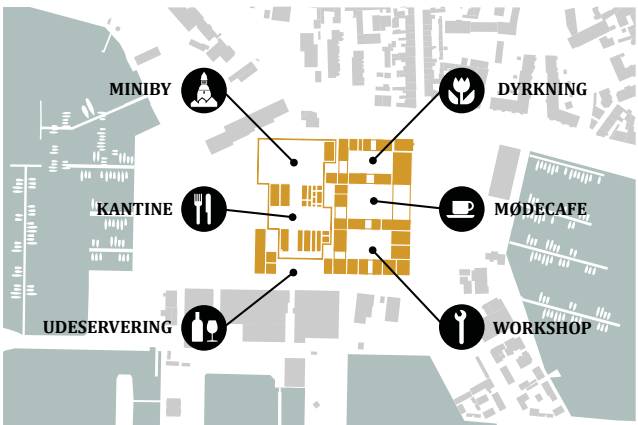 MINIBY
DYRKNING
KANTINE
MØDECAFE
UDESERVERING
WORKSHOP